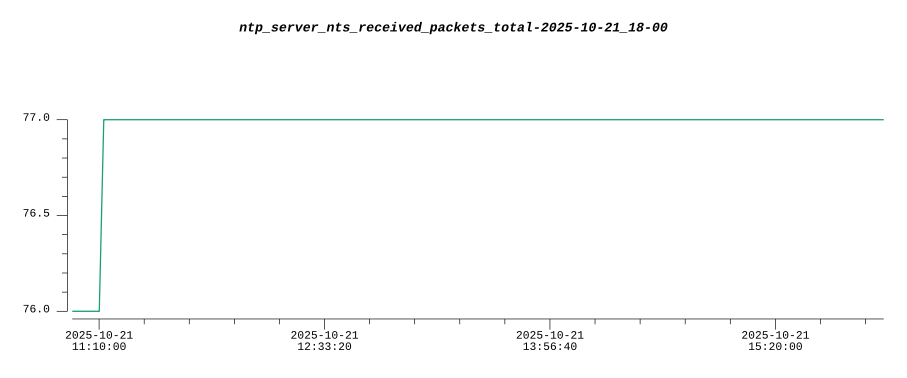 ntp_server_nts_received_packets_total-2025-10-21_18-00
77.0
76.5
76.0
2025-10-21 2025-10-21 2025-10-21 2025-10-21
11:10:00 12:33:20 13:56:40 15:20:00